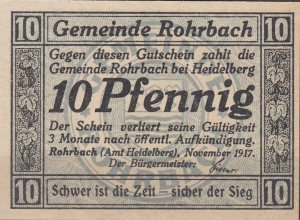 10 Gemeinde Rohrbach 10
Gegen diesen Gutschein zahlt die
Gemeinde Rohrbach bei Heidelberg
10 Pfennig
Der Schein verliert seine Gültigkeit
3 Monate nach öffentl. Aufkündigung.
Rohrbach (Amt Heidelberg), November 1917.
Der Bürgermeister:
10 Schwer ist die Zeit – sicher der Sieg 10